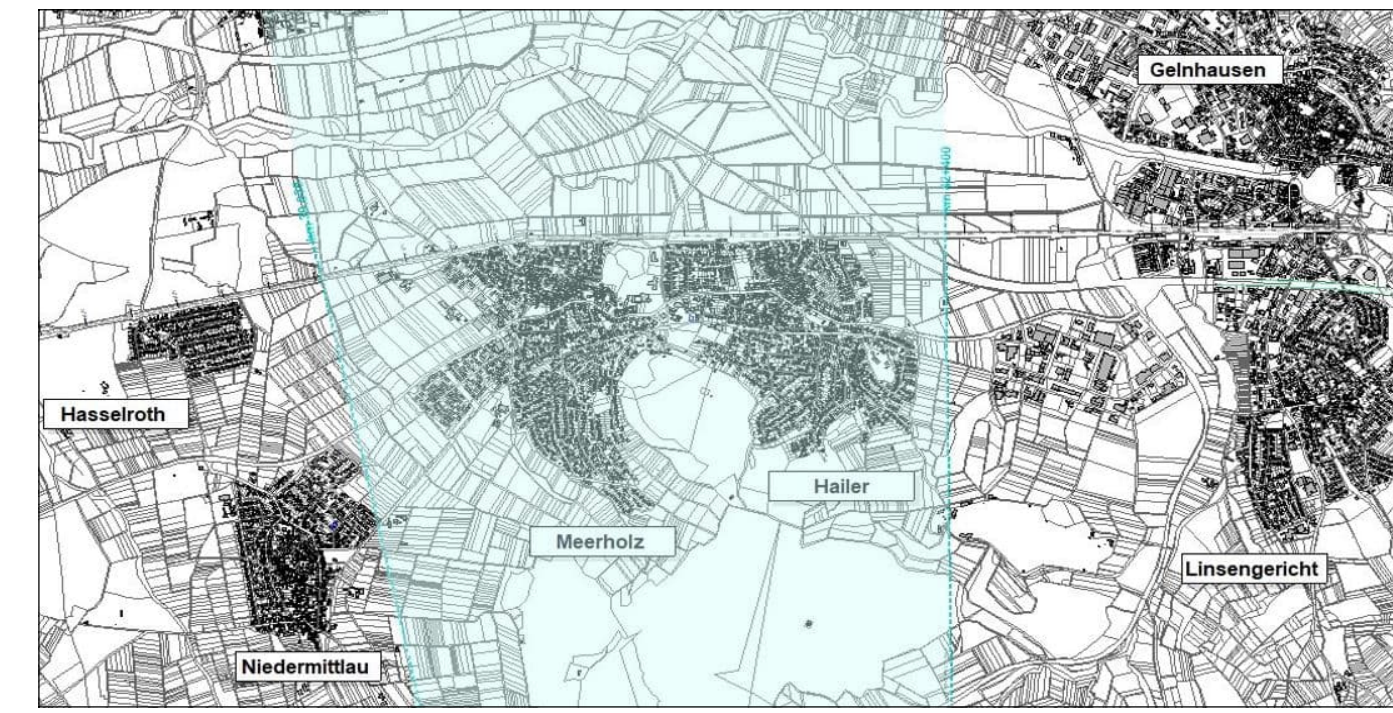 Gelnhausen
Hasselroth
Hailer
Meerholz
Linsengericht
Niedermittlau